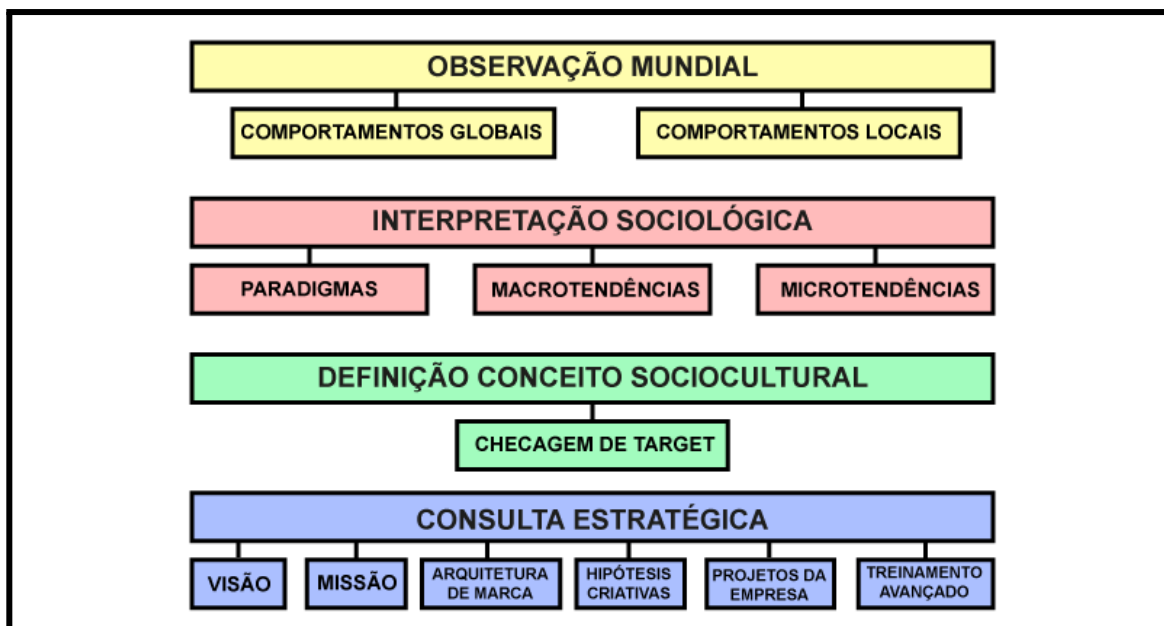 OBSERVAÇÃO MUNDIAL
COMPORTAMENTOS GLOBAIS
COMPORTAMENTOS LOCAIS
INTERPRETAÇÃO SOCIOLÓGICA
PARADIGMAS
MACROTENDÊNCIAS
MICROTENDÊNCIAS
DEFINIÇÃO CONCEITO SOCIOCULTURAL
CHECAGEM DE TARGET
CONSULTA ESTRATÉGICA
VISÃO
MISSÃO
ARQUITETURA
DE MARCA
HIPÓTESIS
CRIATIVAS
PROJETOS DA
EMPRESA
TREINAMENTO
AVANÇADO